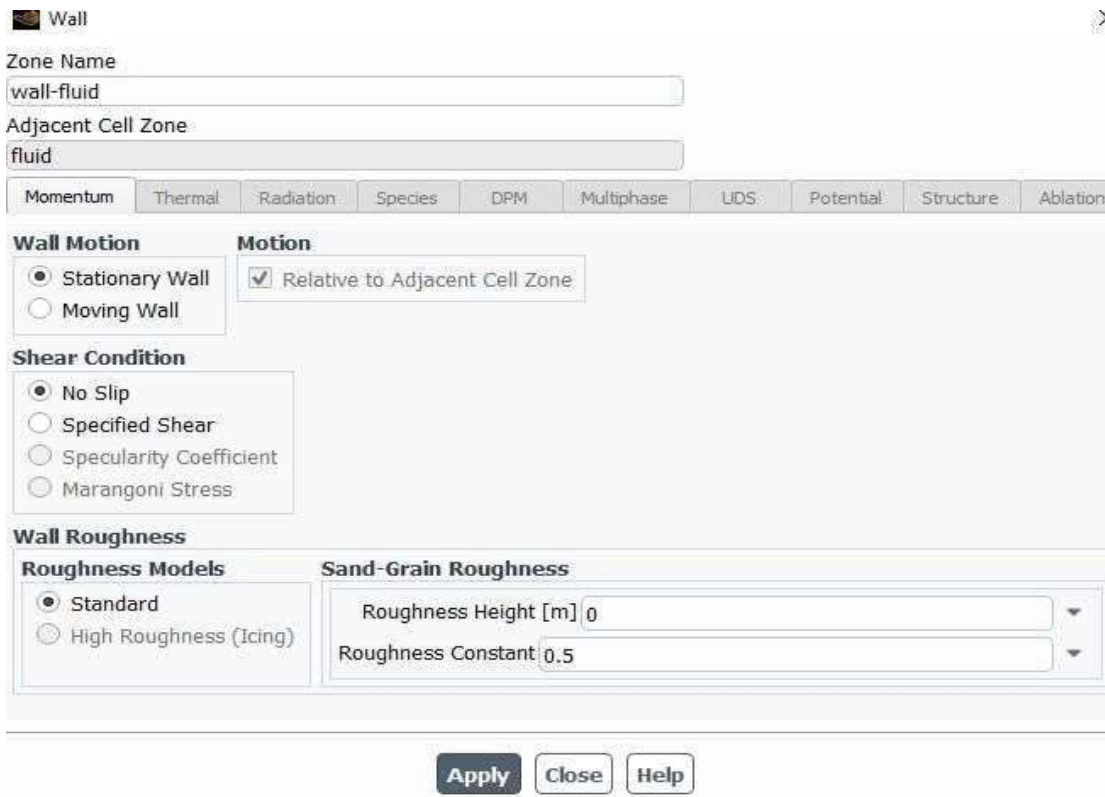 Wall
Zone Name
wall-fluid
Adjacent Cell Zone
fluid
Momentum Thermal Radiation Species DPM Multiphase UDS Potential Structure Ablation
Wall Motion Motion
Stationary Wall Relative to Adjacent Cell Zone
Moving Wall
Shear Condition
No Slip
Specified Shear
Specularity Coefficient
Marangoni Stress
Wall Roughness
Roughness Models Sand-Grain Roughness
Standard Roughness Height [m] 0
High Roughness (Icing) Roughness Constant 0.5
Apply Close Help